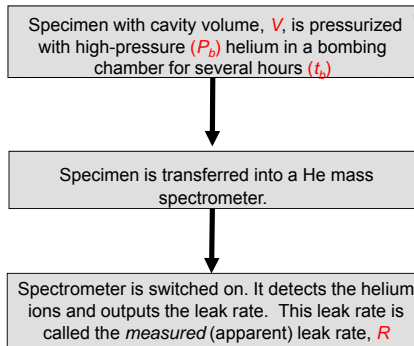 Specimen with cavity volume, V, is pressurized
with high-pressure (P_b) helium in a bombing
chamber for several hours (t_b)
Specimen is transferred into a He mass
spectrometer.
Spectrometer is switched on. It detects the helium
ions and outputs the leak rate. This leak rate is
called the measured (apparent) leak rate, R